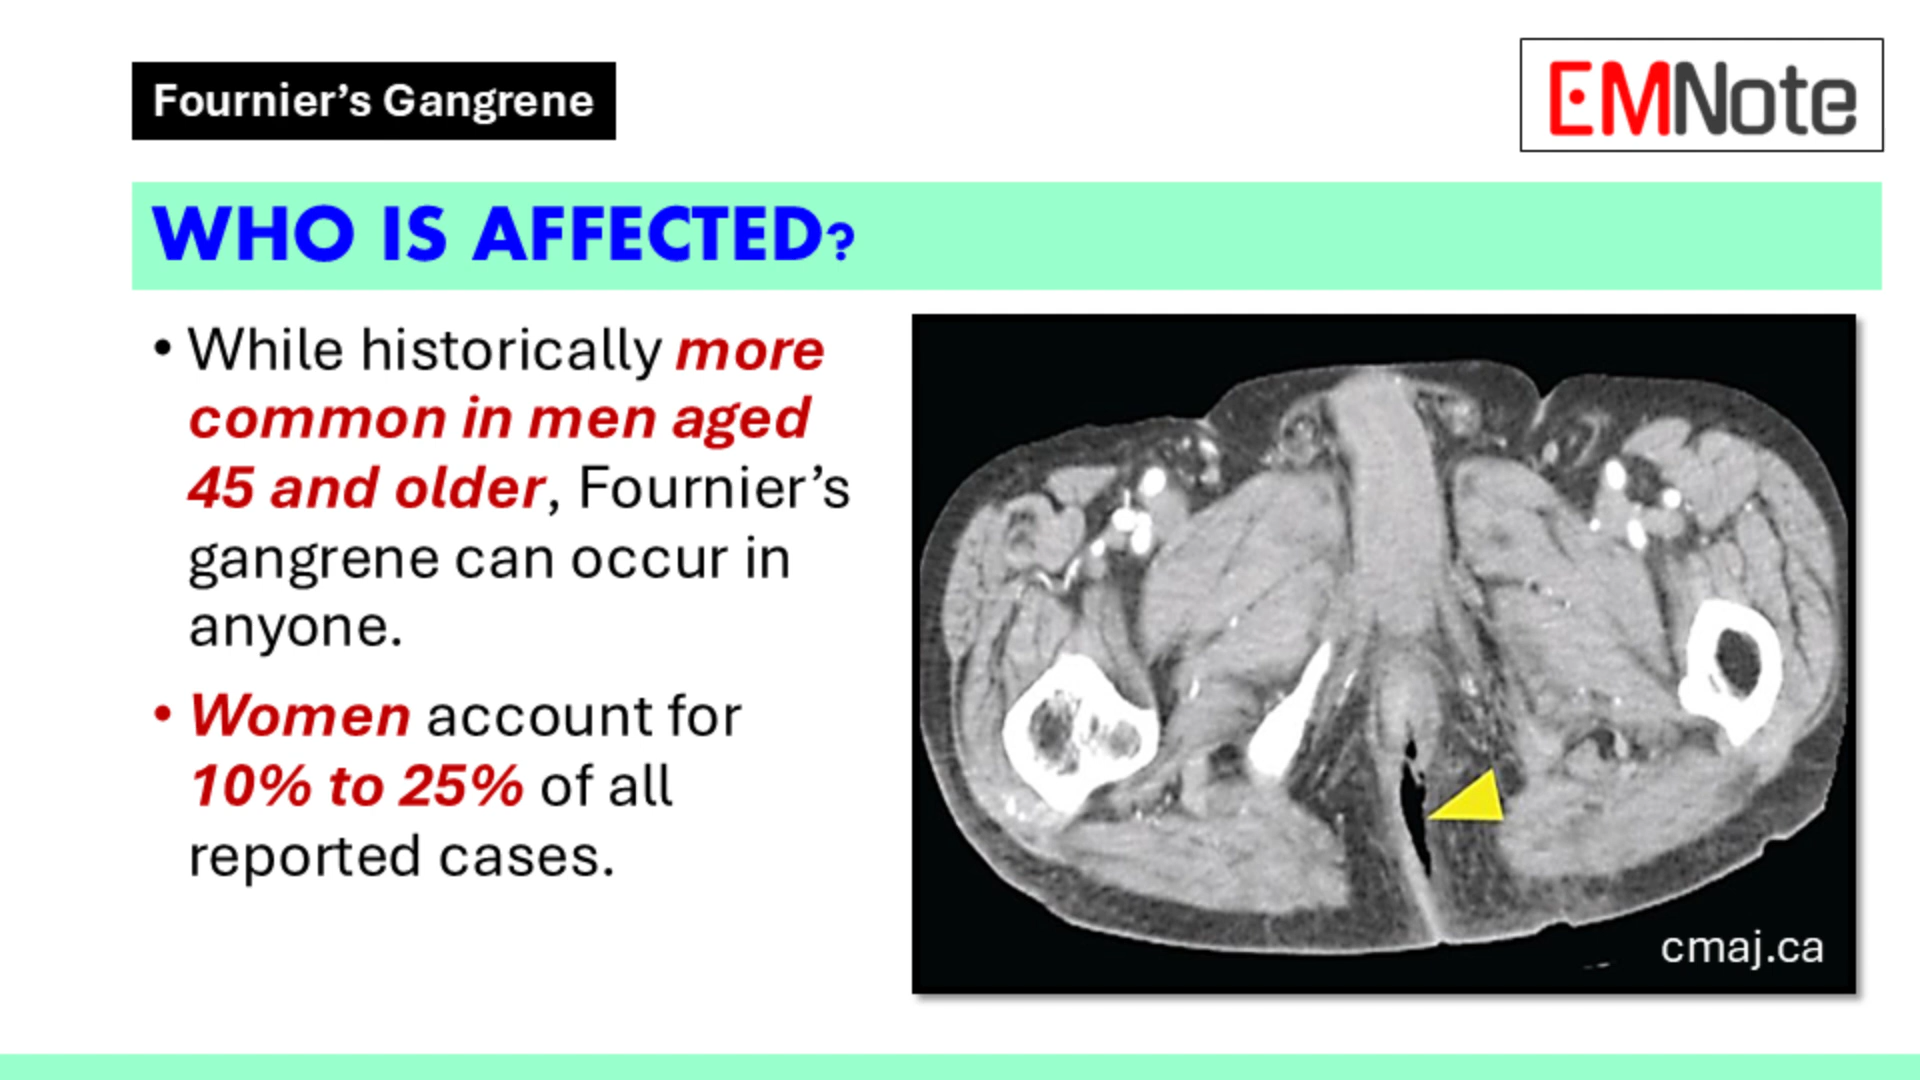 Fournier’s Gangrene
EMNote
WHO IS AFFECTED?
• While historically more
common in men aged
45 and older, Fournier’s
gangrene can occur in
anyone.
• Women account for
10% to 25% of all
reported cases.
cmaj.ca